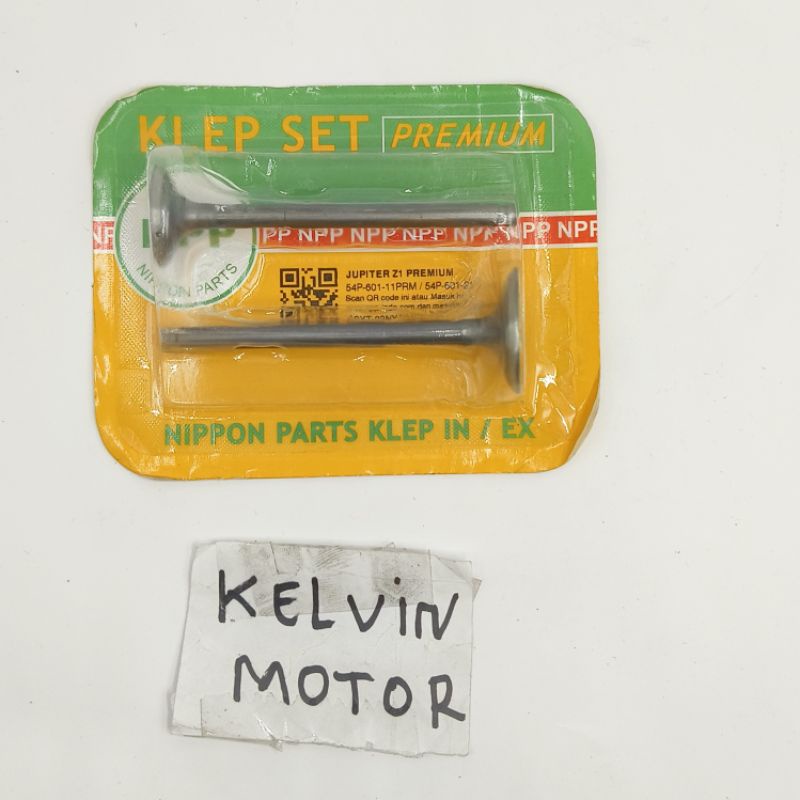 KLEP SET PREMIUM
NPP NPP NPP NPP NPP NPP
NIPPON PARTS
JUPITER Z1 PREMIUM
54P-601-11PRM / 54P-601-
Scan QR code ini atau Masuk
NIPPON PARTS KLEP IN / EX
KELViN
MOTOR